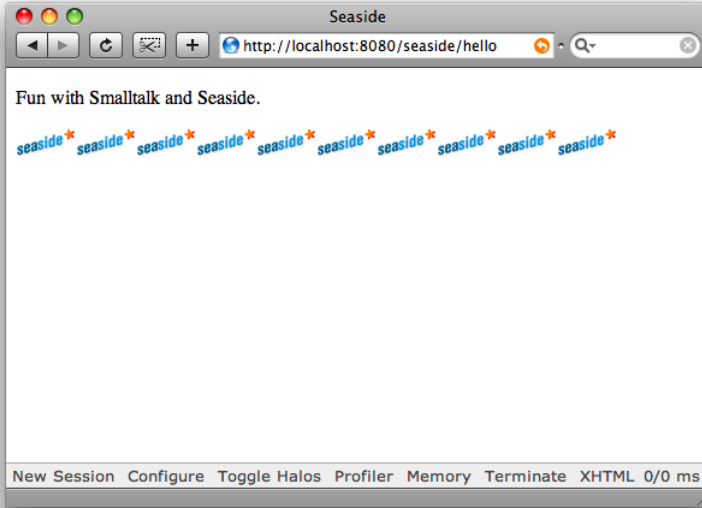 Seaside
http://localhost:8080/seaside/hello
Fun with Smalltalk and Seaside.
seaside seaside seaside seaside seaside seaside seaside seaside seaside seaside
New Session Configure Toggle Halos Profiler Memory Terminate XHTML 0/0 ms